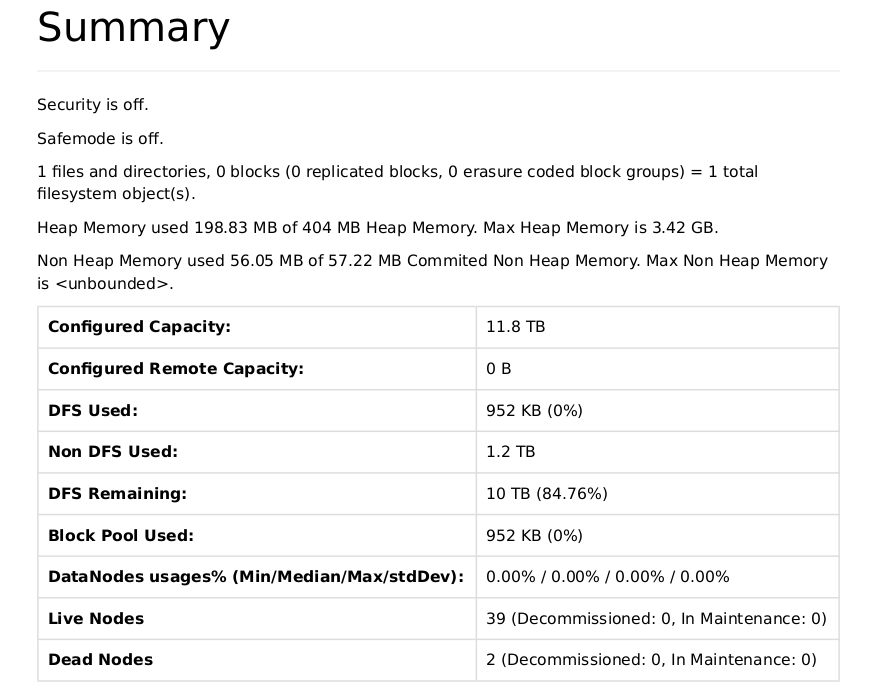 Summary
Security is off.
Safemode is off.
1 files and directories, 0 blocks (0 replicated blocks, 0 erasure coded block groups) = 1 total
filesystem object(s).
Heap Memory used 198.83 MB of 404 MB Heap Memory. Max Heap Memory is 3.42 GB.
Non Heap Memory used 56.05 MB of 57.22 MB Commited Non Heap Memory. Max Non Heap Memory
is <unbounded>.
Configured Capacity: 11.8 TB
Configured Remote Capacity: 0 B
DFS Used: 952 KB (0%)
Non DFS Used: 1.2 TB
DFS Remaining: 10 TB (84.76%)
Block Pool Used: 952 KB (0%)
DataNodes usages% (Min/Median/Max/stdDev): 0.00% / 0.00% / 0.00% / 0.00%
Live Nodes 39 (Decommissioned: 0, In Maintenance: 0)
Dead Nodes 2 (Decommissioned: 0, In Maintenance: 0)